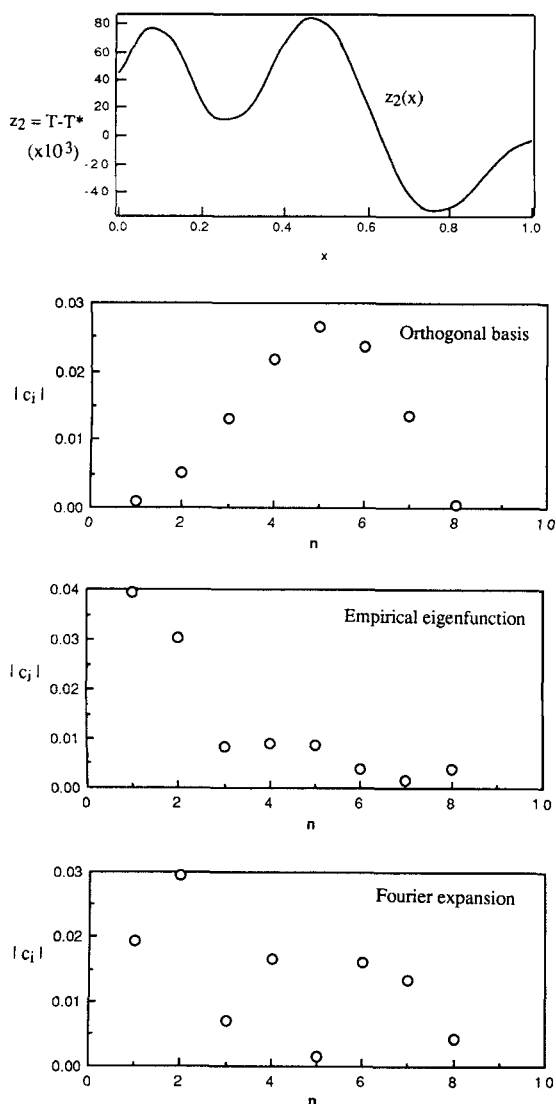 80
60
40
20
0
-20
-40
z2 = T-T*
(x10^3)
z2(x)
0.0 0.2 0.4 0.6 0.8 1.0
x
0.03
0.02
0.01
0.00
| ci |
Orthogonal basis
0 2 4 6 8 10
n
0.04
0.03
0.02
0.01
0.00
| ci |
Empirical eigenfunction
0 2 4 6 8 10
n
0.03
0.02
0.01
0.00
| ci |
Fourier expansion
0 2 4 6 8 10
n